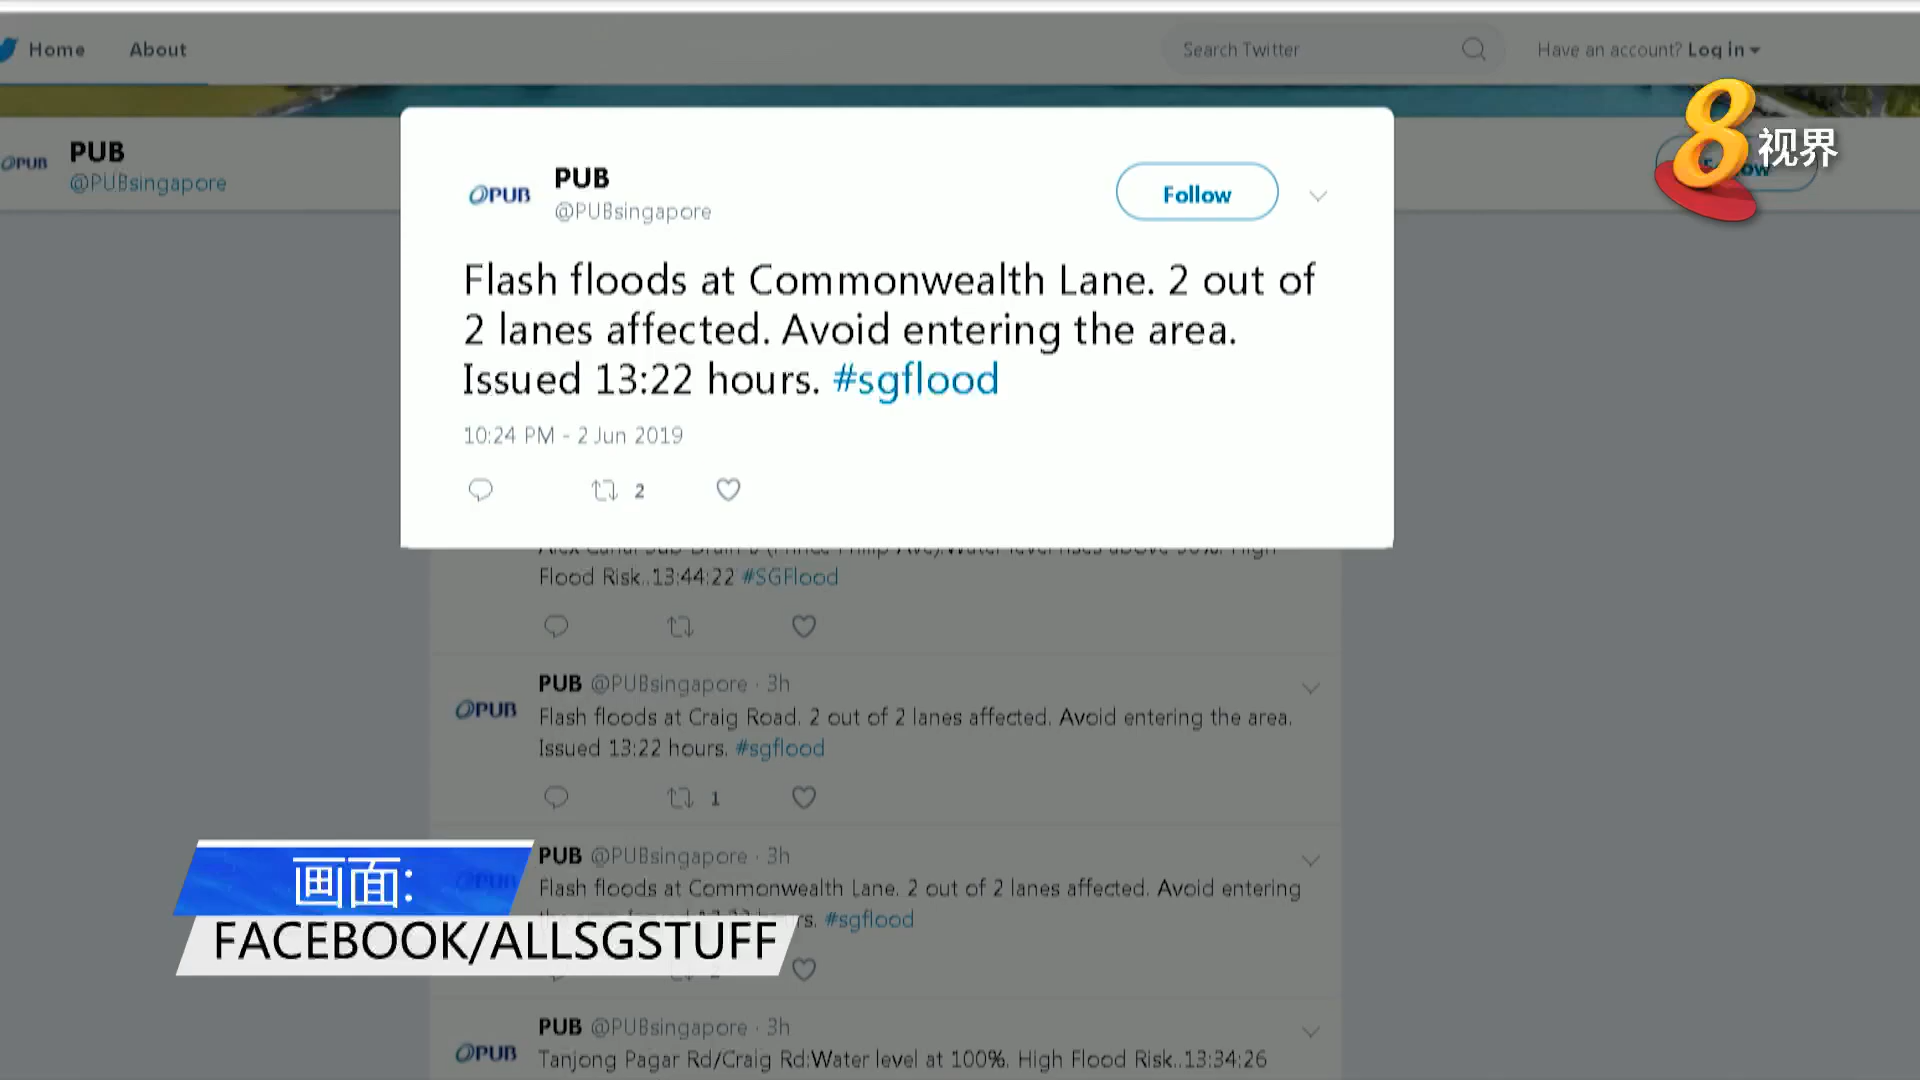 Home About Search Twitter Have an account? Log in
8视界
PUB
@PUBsingapore
PUB
PUB
@PUBsingapore
PUB
Follow
Flash floods at Commonwealth Lane. 2 out of
2 lanes affected. Avoid entering the area.
Issued 13:22 hours. #sgflood
10:24 PM - 2 Jun 2019
2
Flood Risk..13:44:22 #SGFlood
PUB @PUBsingapore · 3h
PUB
Flash floods at Craig Road. 2 out of 2 lanes affected. Avoid entering the area.
Issued 13:22 hours. #sgflood
1
PUB @PUBsingapore · 3h
Flash floods at Commonwealth Lane. 2 out of 2 lanes affected. Avoid entering
#sgflood
画面:
FACEBOOK/ALLSGSTUFF
PUB @PUBsingapore · 3h
PUB
Tanjong Pagar Rd/Craig Rd:Water level at 100%. High Flood Risk..13:34:26